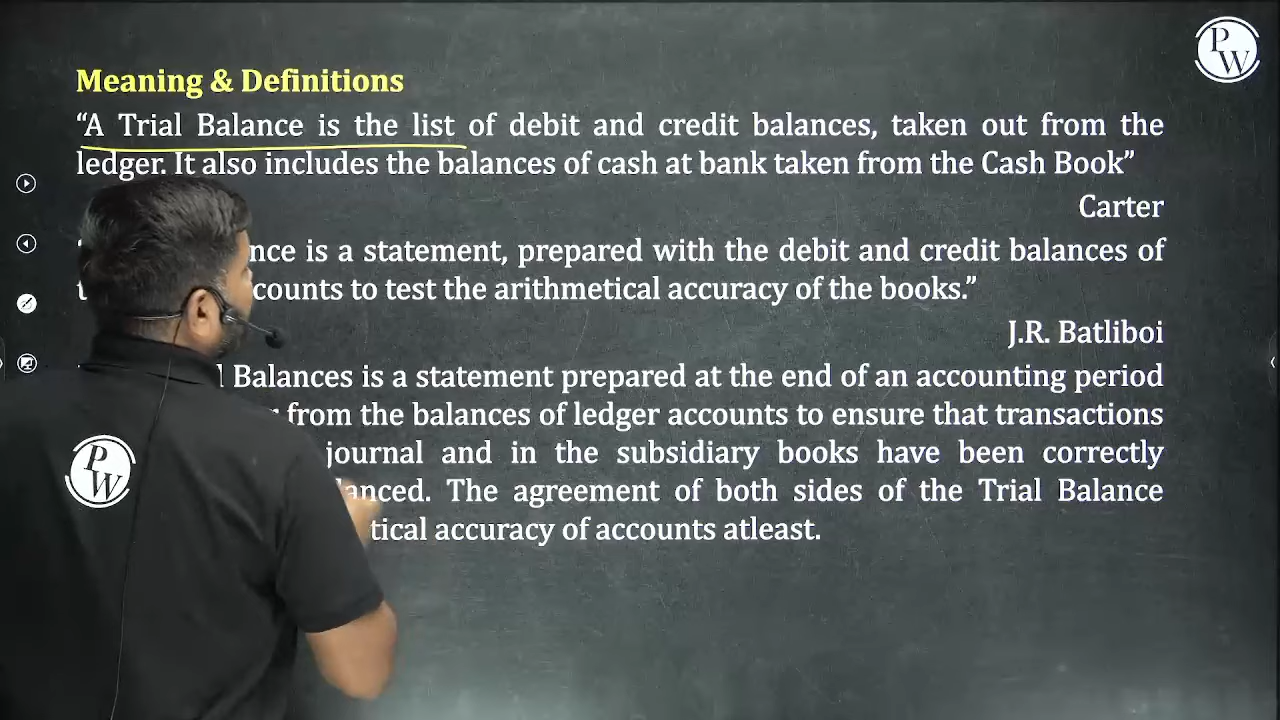 PW
Meaning & Definitions
“A Trial Balance is the list of debit and credit balances, taken out from the
ledger. It also includes the balances of cash at bank taken from the Cash Book”
Carter
is a statement, prepared with the debit and credit balances of
to test the arithmetical accuracy of the books.”
J.R. Batliboi
Balances is a statement prepared at the end of an accounting period
from the balances of ledger accounts to ensure that transactions
journal and in the subsidiary books have been correctly
The agreement of both sides of the Trial Balance
accuracy of accounts atleast.
PW